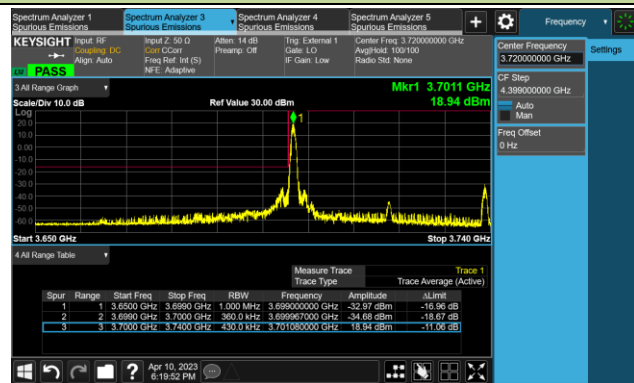 Spectrum Analyzer 1
Spurious Emissions
Spectrum Analyzer 3
Spurious Emissions
Spectrum Analyzer 4
Spurious Emissions
Spectrum Analyzer 5
Spurious Emissions
+
Frequency
KEYSIGHT
Input: RF
Coupling: DC
Align: Auto
Input Z: 50 Ω
Corr CCorr
Freq Ref: Int (S)
NFE: Adaptive
Atten: 14 dB
Preamp: Off
Trig: External 1
Gate: LO
IF Gain: Low
Center Freq: 3.720000000 GHz
Avg|Hold: 100/100
Radio Std: None
PASS
Center Frequency
3.720000000 GHz
Settings
CF Step
4.399000000 GHz
Auto
Man
Freq Offset
0 Hz
3 All Range Graph
Mkr1 3.7011 GHz
Scale/Div 10.0 dB
Ref Value 30.00 dBm
18.94 dBm
Log
20.0
10.0
0.00
-10.0
-20.0
-30.0
-40.0
-50.0
-60.0
1
Start 3.650 GHz
Stop 3.740 GHz
4 All Range Table
Measure Trace Trace 1
Trace Type Trace Average (Active)
Spur Range Start Freq Stop Freq RBW Frequency Amplitude ΔLimit
1 1 3.6500 GHz 3.6990 GHz 1.000 MHz 3.699000000 GHz -32.97 dBm -16.96 dB
2 2 3.6990 GHz 3.7000 GHz 360.0 kHz 3.699967000 GHz -34.68 dBm -18.67 dB
3 3 3.7000 GHz 3.7400 GHz 430.0 kHz 3.701080000 GHz 18.94 dBm -11.06 dB
?
Apr 10, 2023
6:19:52 PM